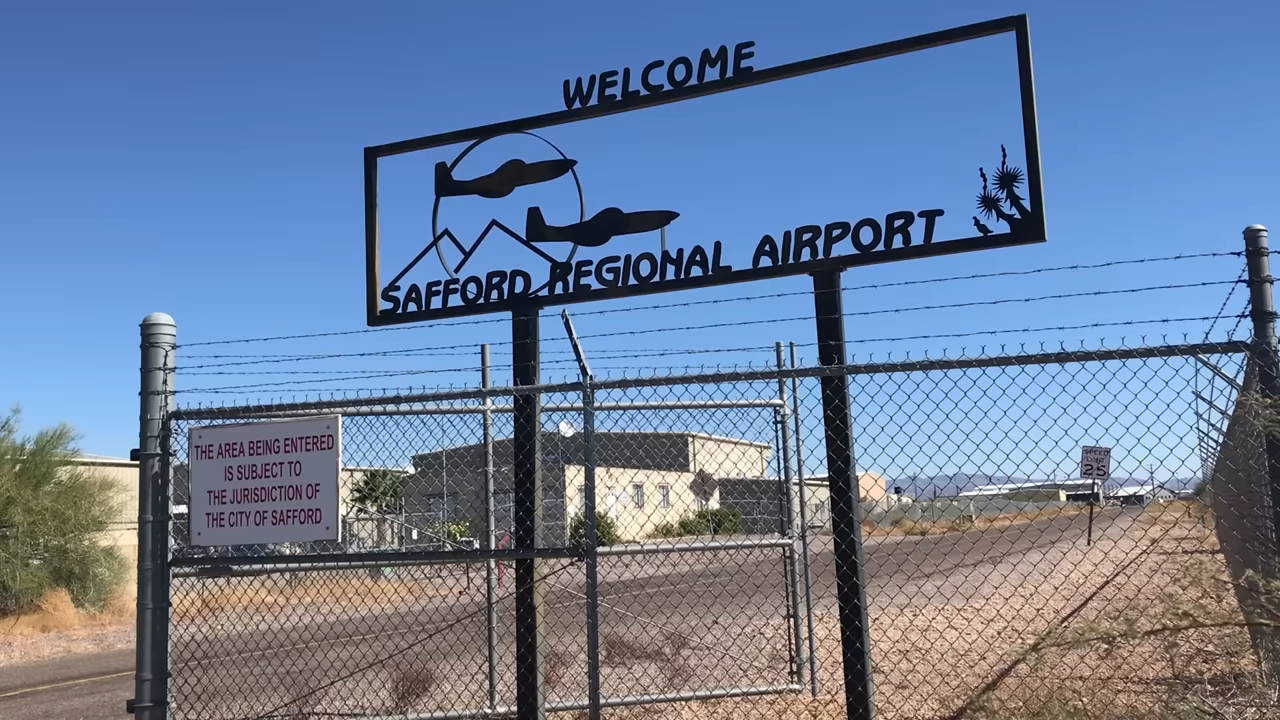 WELCOME
SAFFORD REGIONAL AIRPORT
THE AREA BEING ENTERED
IS SUBJECT TO
THE JURISDICTION OF
THE CITY OF SAFFORD
SPEED
LIMIT
25